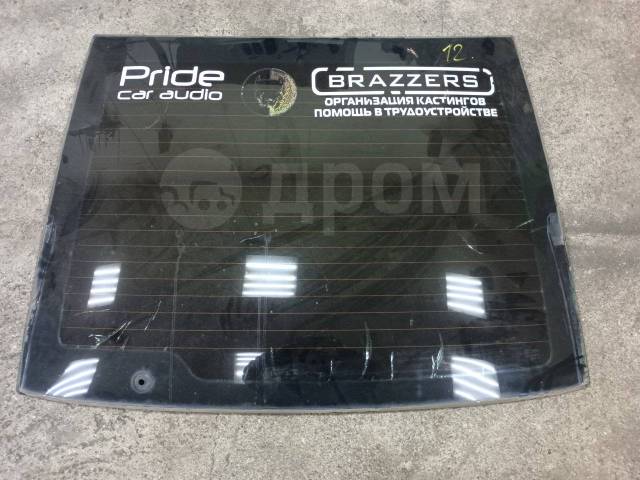 12.
Pride
car audio
BRAZZERS
ОРГАНИЗАЦИЯ КАСТИНГОВ
ПОМОЩЬ В ТРУДОУСТРОЙСТВЕ
дром